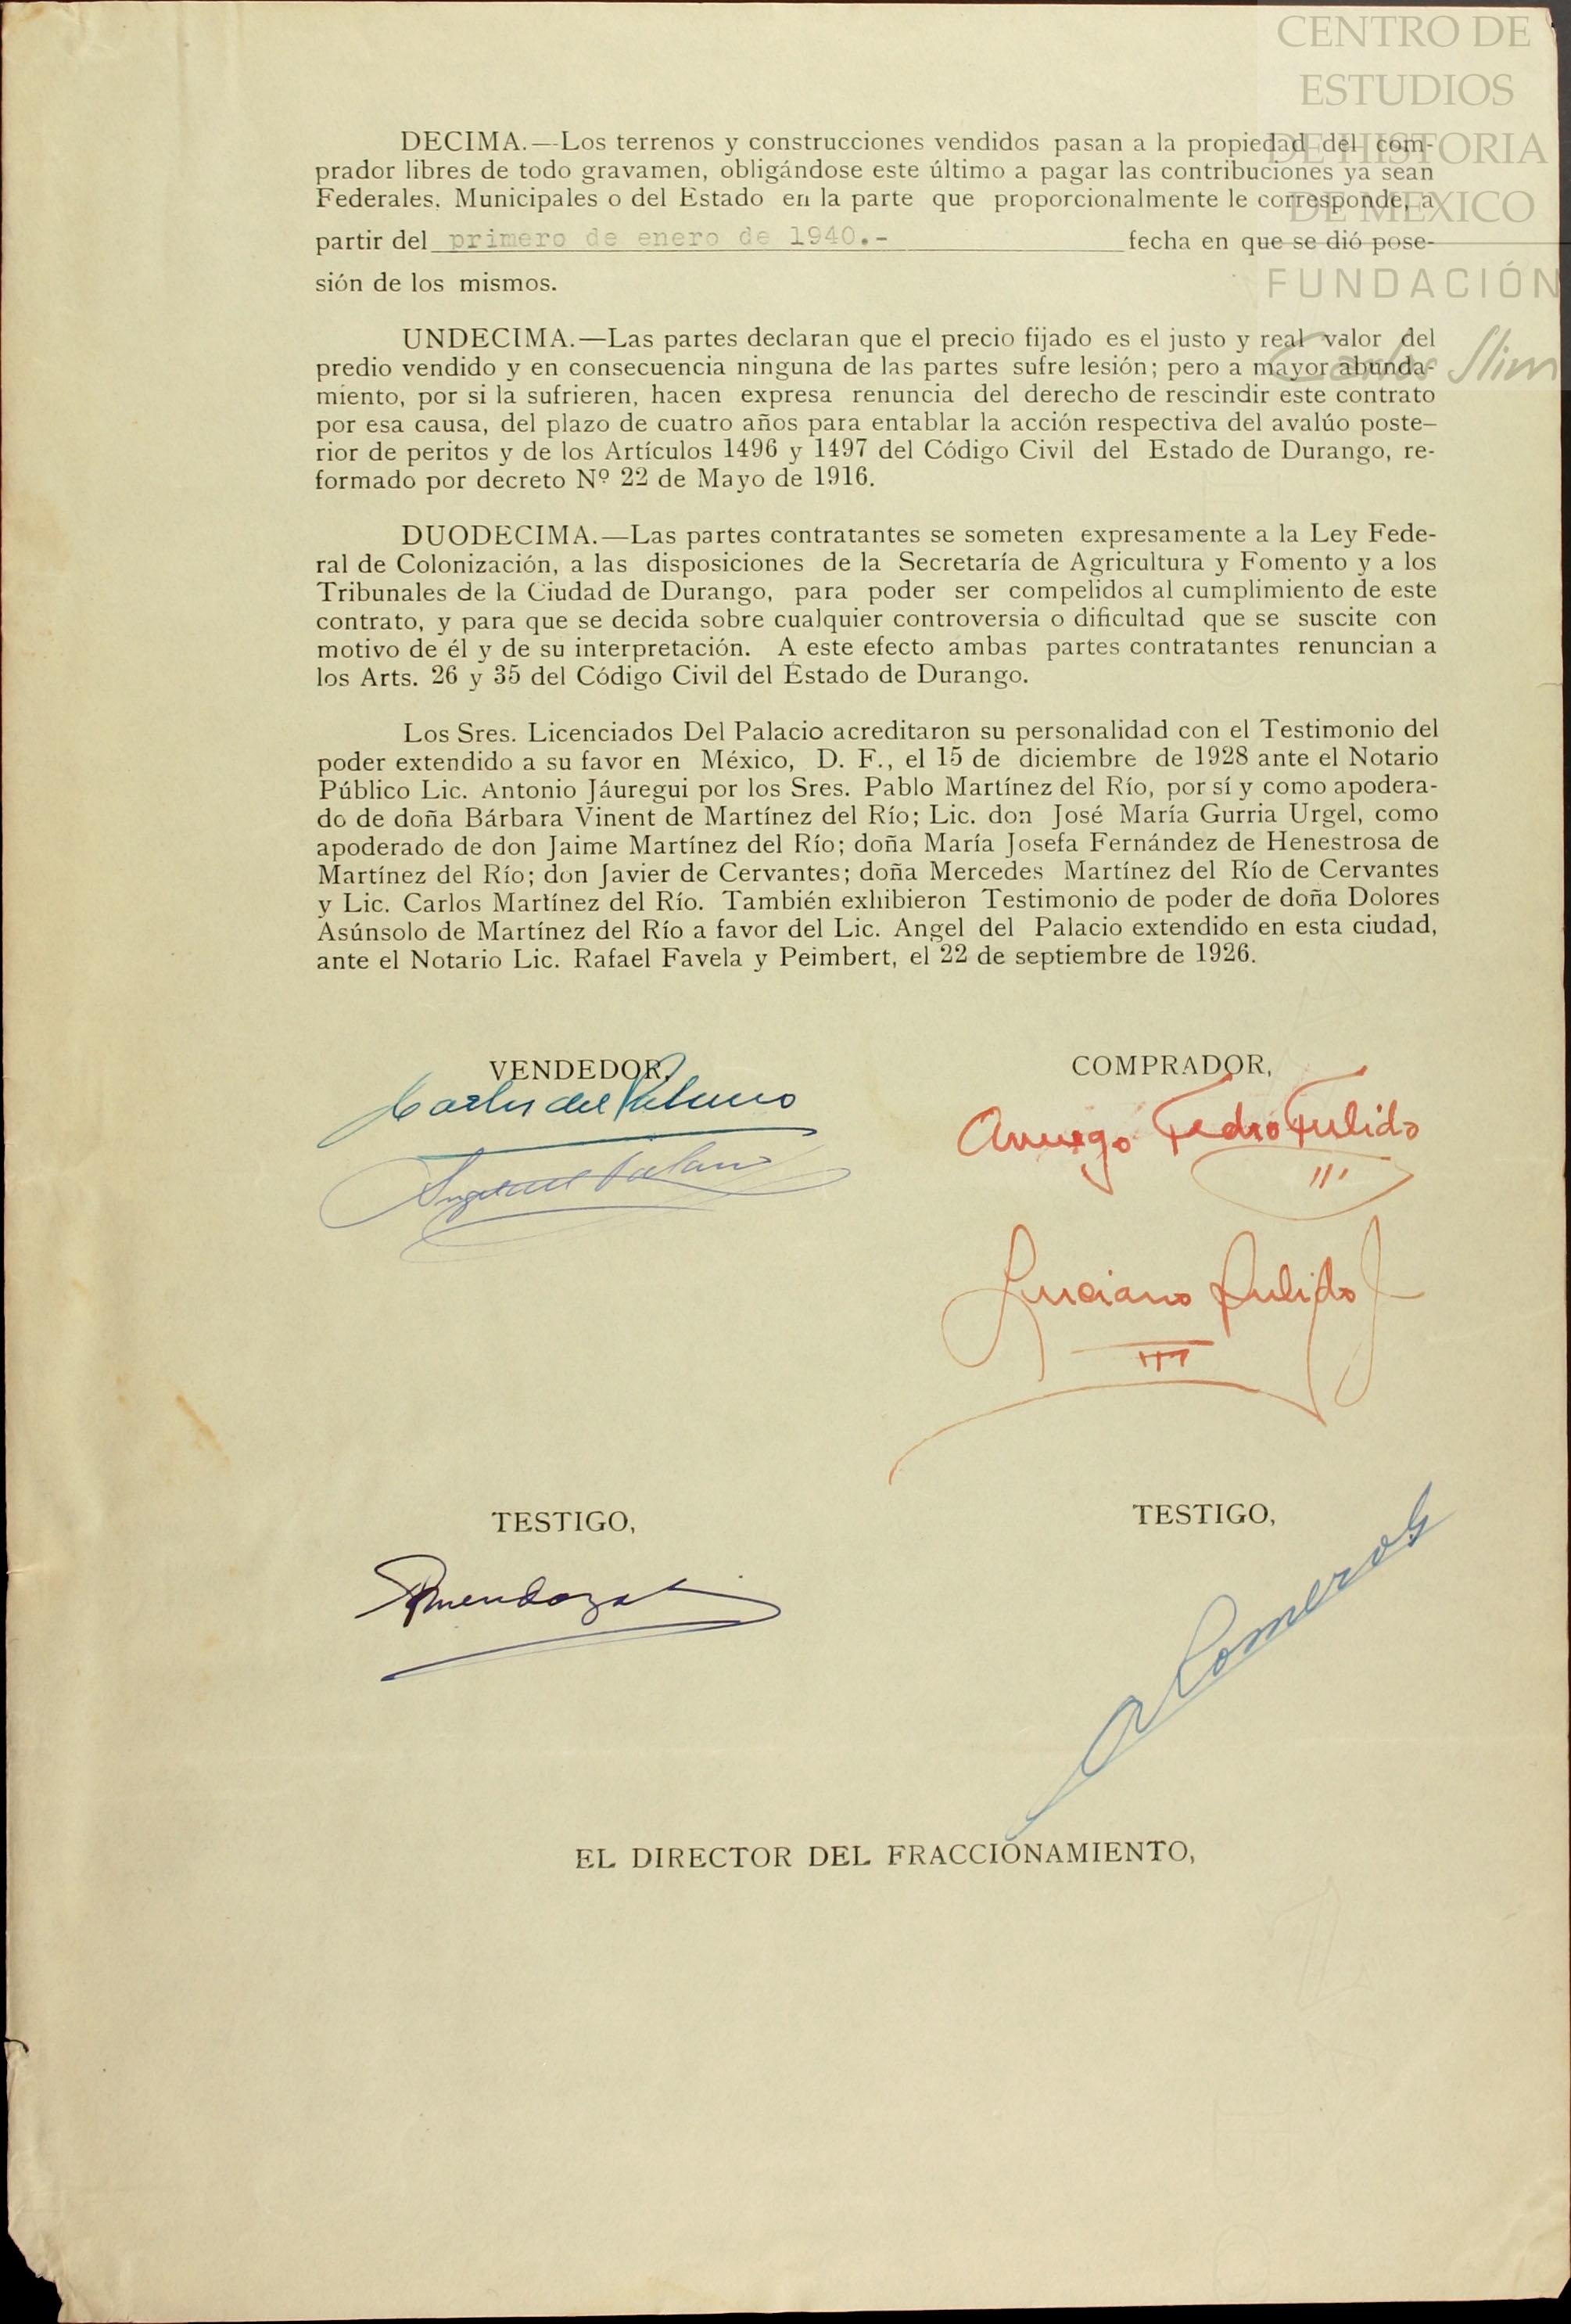 CENTRO DE
ESTUDIOS
DE HISTORIA
DE MEXICO
FUNDACIÓN
Carlos Slim
DECIMA.—Los terrenos y construcciones vendidos pasan a la propiedad del com-
prador libres de todo gravamen, obligándose este último a pagar las contribuciones ya sean
Federales. Municipales o del Estado en la parte que proporcionalmente le corresponde, a
partir del primero de enero de 1940.- fecha en que se dió pose-
sión de los mismos.
UNDECIMA.—Las partes declaran que el precio fijado es el justo y real valor del
predio vendido y en consecuencia ninguna de las partes sufre lesión; pero a mayor abunda-
miento, por si la sufrieren, hacen expresa renuncia del derecho de rescindir este contrato
por esa causa, del plazo de cuatro años para entablar la acción respectiva del avalúo poste-
rior de peritos y de los Artículos 1496 y 1497 del Código Civil del Estado de Durango, re-
formado por decreto Nº 22 de Mayo de 1916.
DUODECIMA.—Las partes contratantes se someten expresamente a la Ley Fede-
ral de Colonización, a las disposiciones de la Secretaría de Agricultura y Fomento y a los
Tribunales de la Ciudad de Durango, para poder ser compelidos al cumplimiento de este
contrato, y para que se decida sobre cualquier controversia o dificultad que se suscite con
motivo de él y de su interpretación. A este efecto ambas partes contratantes renuncian a
los Arts. 26 y 35 del Código Civil del Estado de Durango.
Los Sres. Licenciados Del Palacio acreditaron su personalidad con el Testimonio del
poder extendido a su favor en México, D. F., el 15 de diciembre de 1928 ante el Notario
Público Lic. Antonio Jáuregui por los Sres. Pablo Martínez del Río, por sí y como apodera-
do de doña Bárbara Vinent de Martínez del Río; Lic. don José María Gurria Urgel, como
apoderado de don Jaime Martínez del Río; doña María Josefa Fernández de Henestrosa de
Martínez del Río; don Javier de Cervantes; doña Mercedes Martínez del Río de Cervantes
y Lic. Carlos Martínez del Río. También exhibieron Testimonio de poder de doña Dolores
Asúnsolo de Martínez del Río a favor del Lic. Angel del Palacio extendido en esta ciudad,
ante el Notario Lic. Rafael Favela y Peimbert, el 22 de septiembre de 1926.
VENDEDOR,
COMPRADOR,
Carlos del Palacio
Pedro Pulido
Angel del Palacio
Luciano Pulido
TESTIGO,
TESTIGO,
Mendoza
EL DIRECTOR DEL FRACCIONAMIENTO,